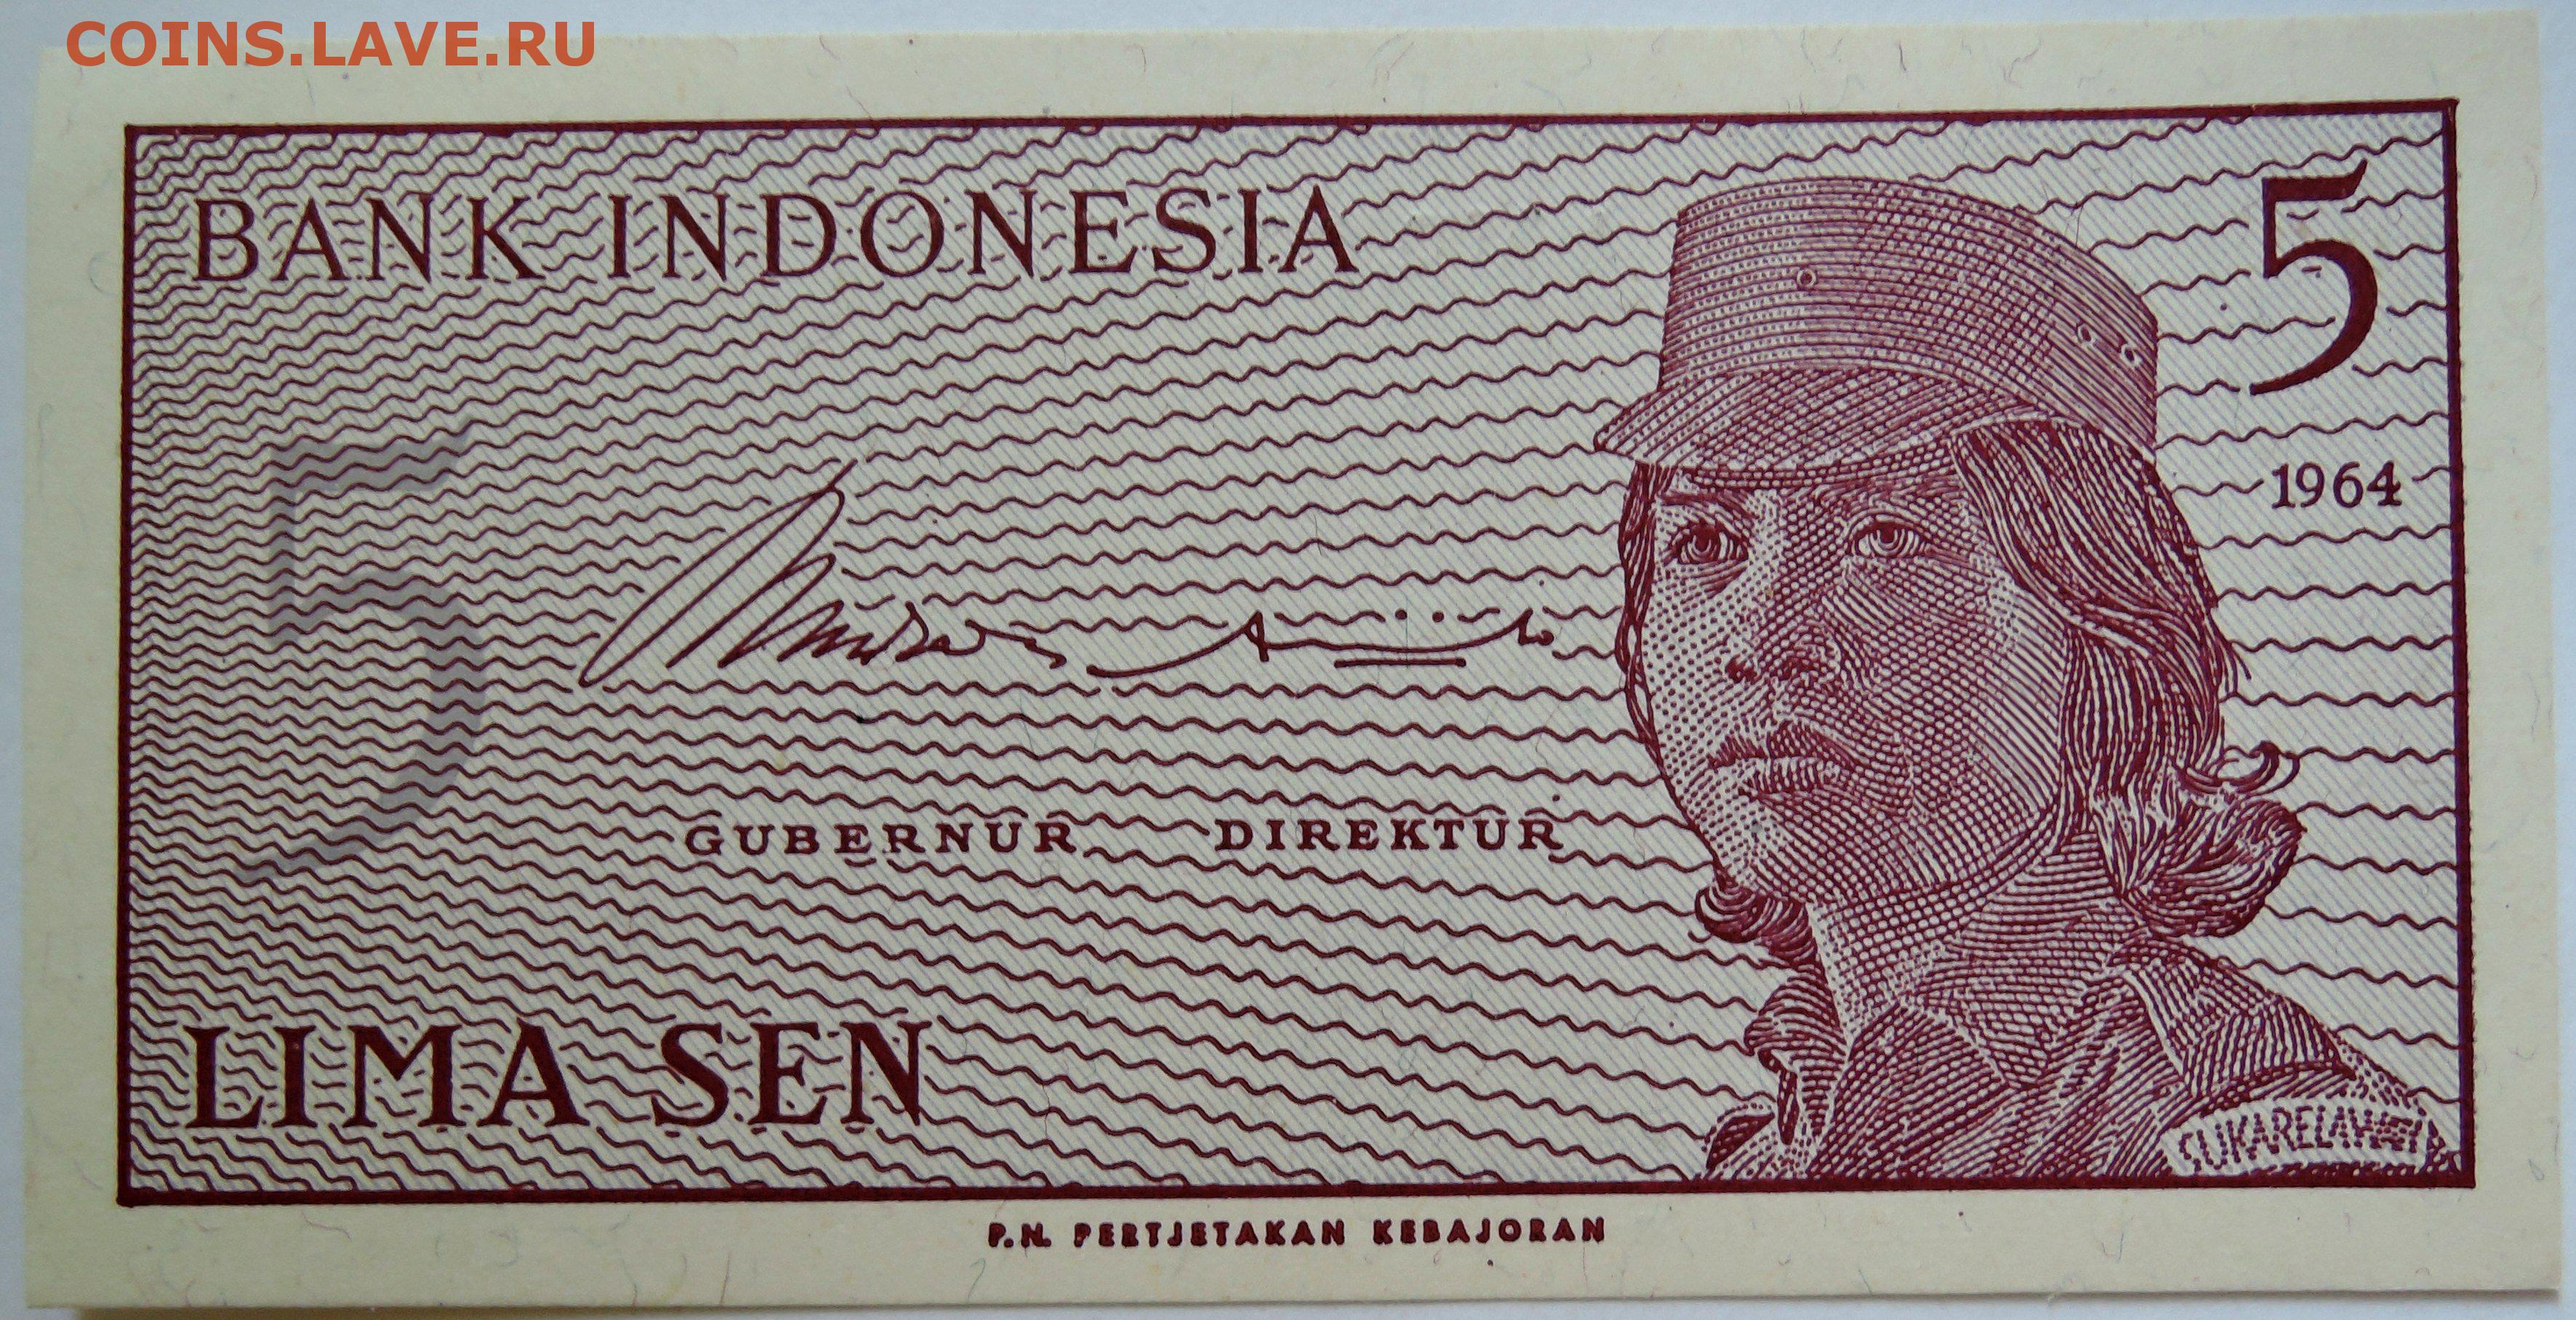 COINS.LAVE.RU
BANK INDONESIA
5
1964
5
GUBERNUR DIREKTUR
LIMA SEN
SUKARELAWATI
P.N. PERTJETAKAN KEBAJORAN